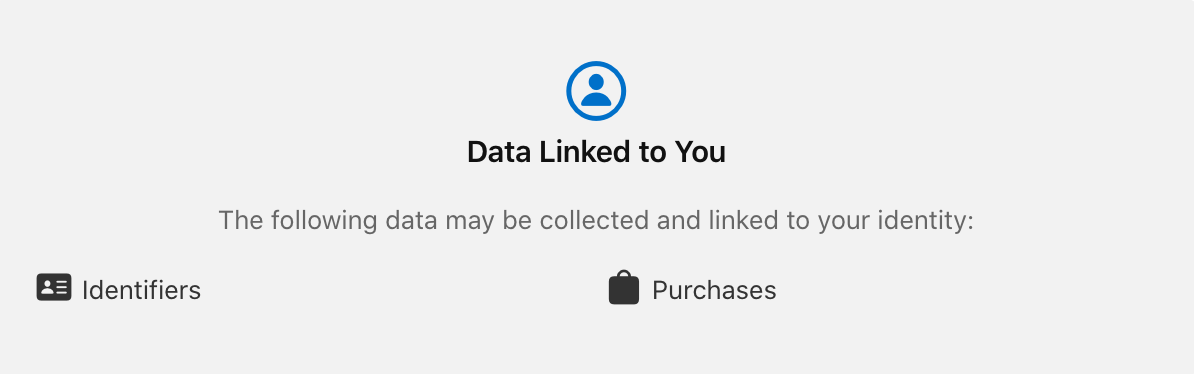 Data Linked to You
The following data may be collected and linked to your identity:
Identifiers
Purchases